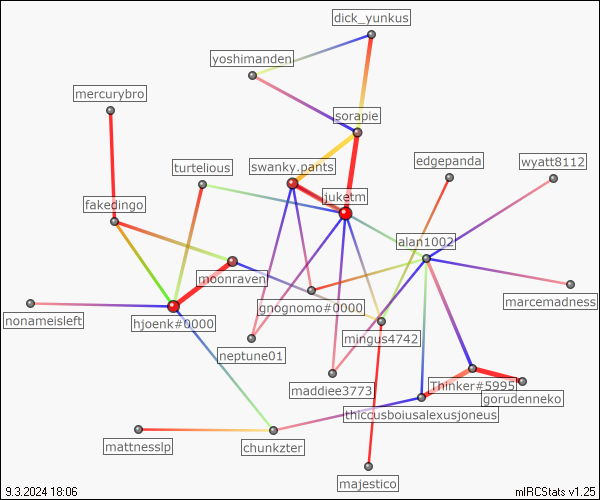 dick_yunkus
yoshimanden
mercurybro
sorapie
edgepanda
wyatt8112
turtelious
swanky.pants
juketm
fakedingo
alan1002
moonraven
marcemadness
gnognomo#0000
nonameisleft
hjoenk#0000
mingus4742
neptune01
maddiee3773
Thinker#5995
gorudenneko
thiccusboiusalexusjoneus
mattnesslp
chunkzter
majestico
9.3.2024 18:06
mIRCStats v1.25